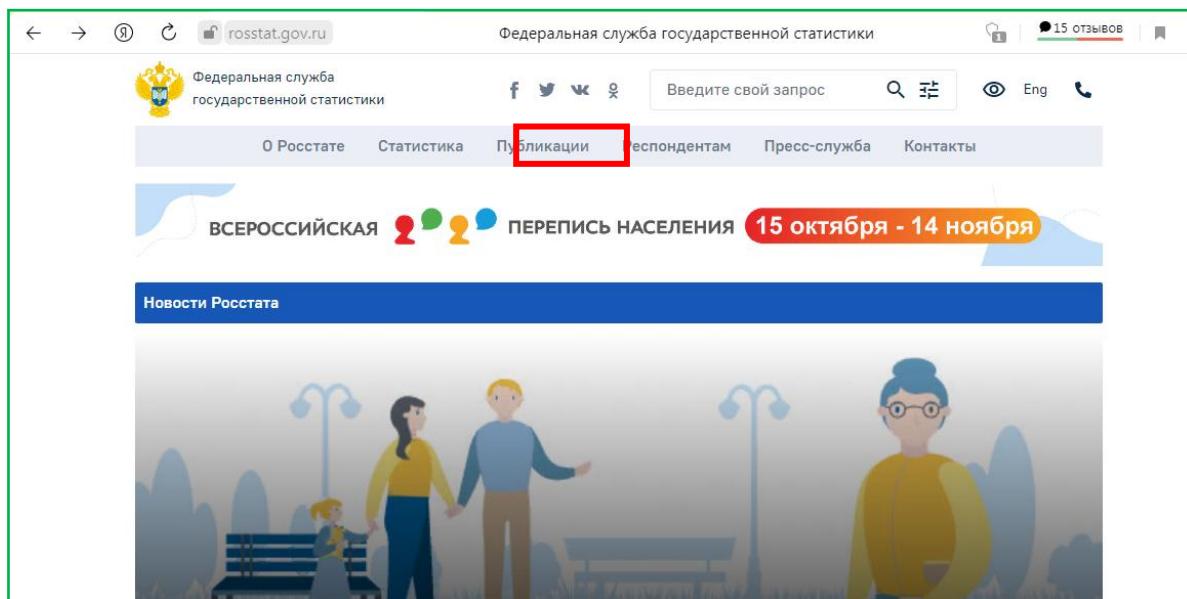 Я rosstat.gov.ru Федеральная служба государственной статистики 1 15 отзывов
Федеральная служба
государственной статистики
Введите свой запрос Eng
О Росстате Статистика Публикации Респондентам Пресс-служба Контакты
ВСЕРОССИЙСКАЯ ПЕРЕПИСЬ НАСЕЛЕНИЯ 15 октября - 14 ноября
Новости Росстата